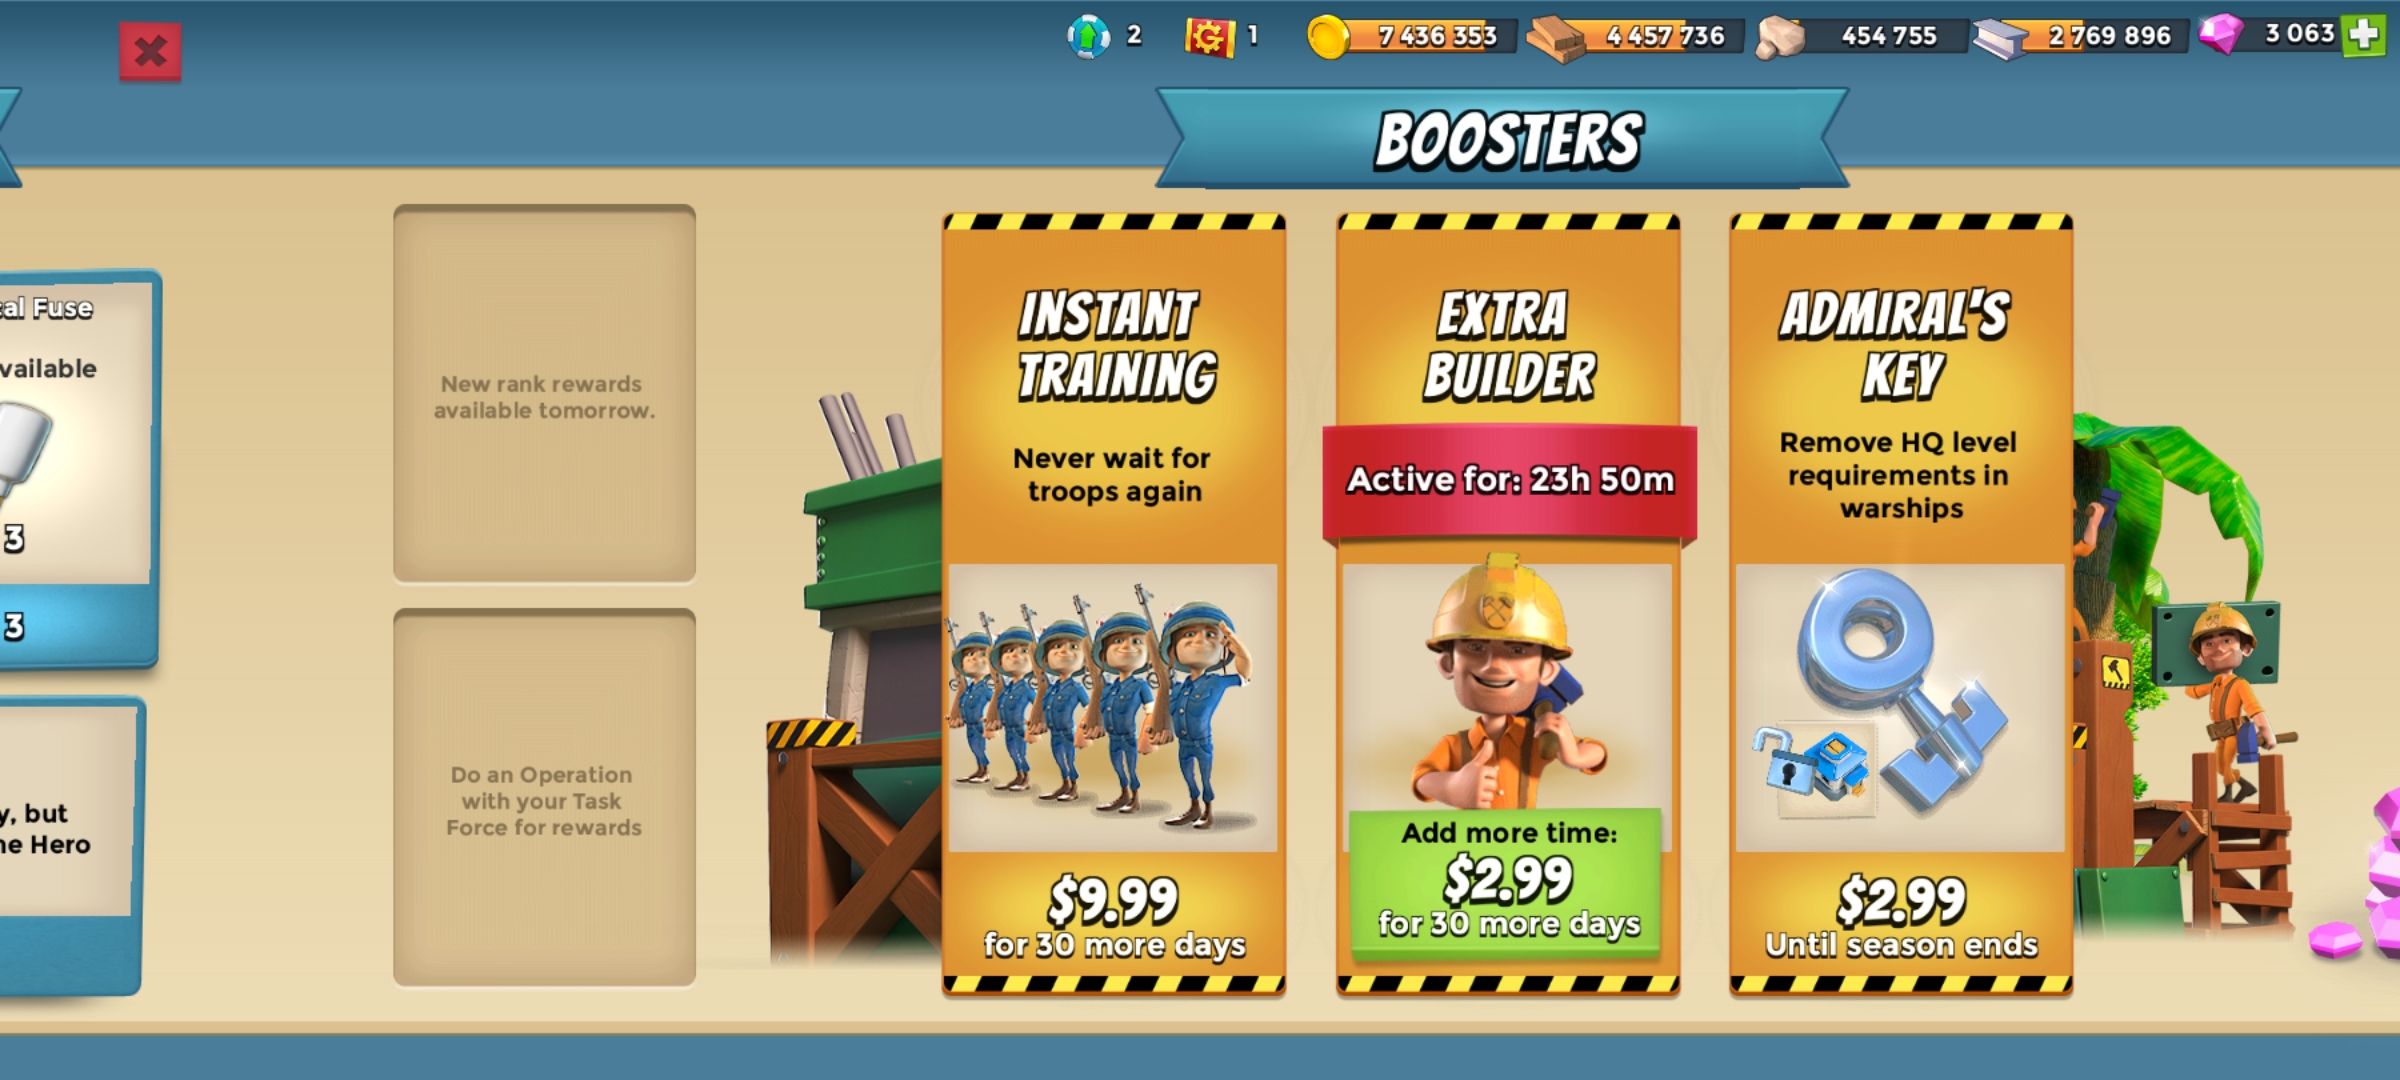 2
1
7 436 353
4 457 736
454 755
2 769 896
3 063
BOOSTERS
cal Fuse
vailable
3
3
y, but
he Hero
New rank rewards
available tomorrow.
Do an Operation
with your Task
Force for rewards
INSTANT
TRAINING
Never wait for
troops again
$9.99
for 30 more days
EXTRA
BUILDER
Active for: 23h 50m
Add more time:
$2.99
for 30 more days
ADMIRAL'S
KEY
Remove HQ level
requirements in
warships
$2.99
Until season ends